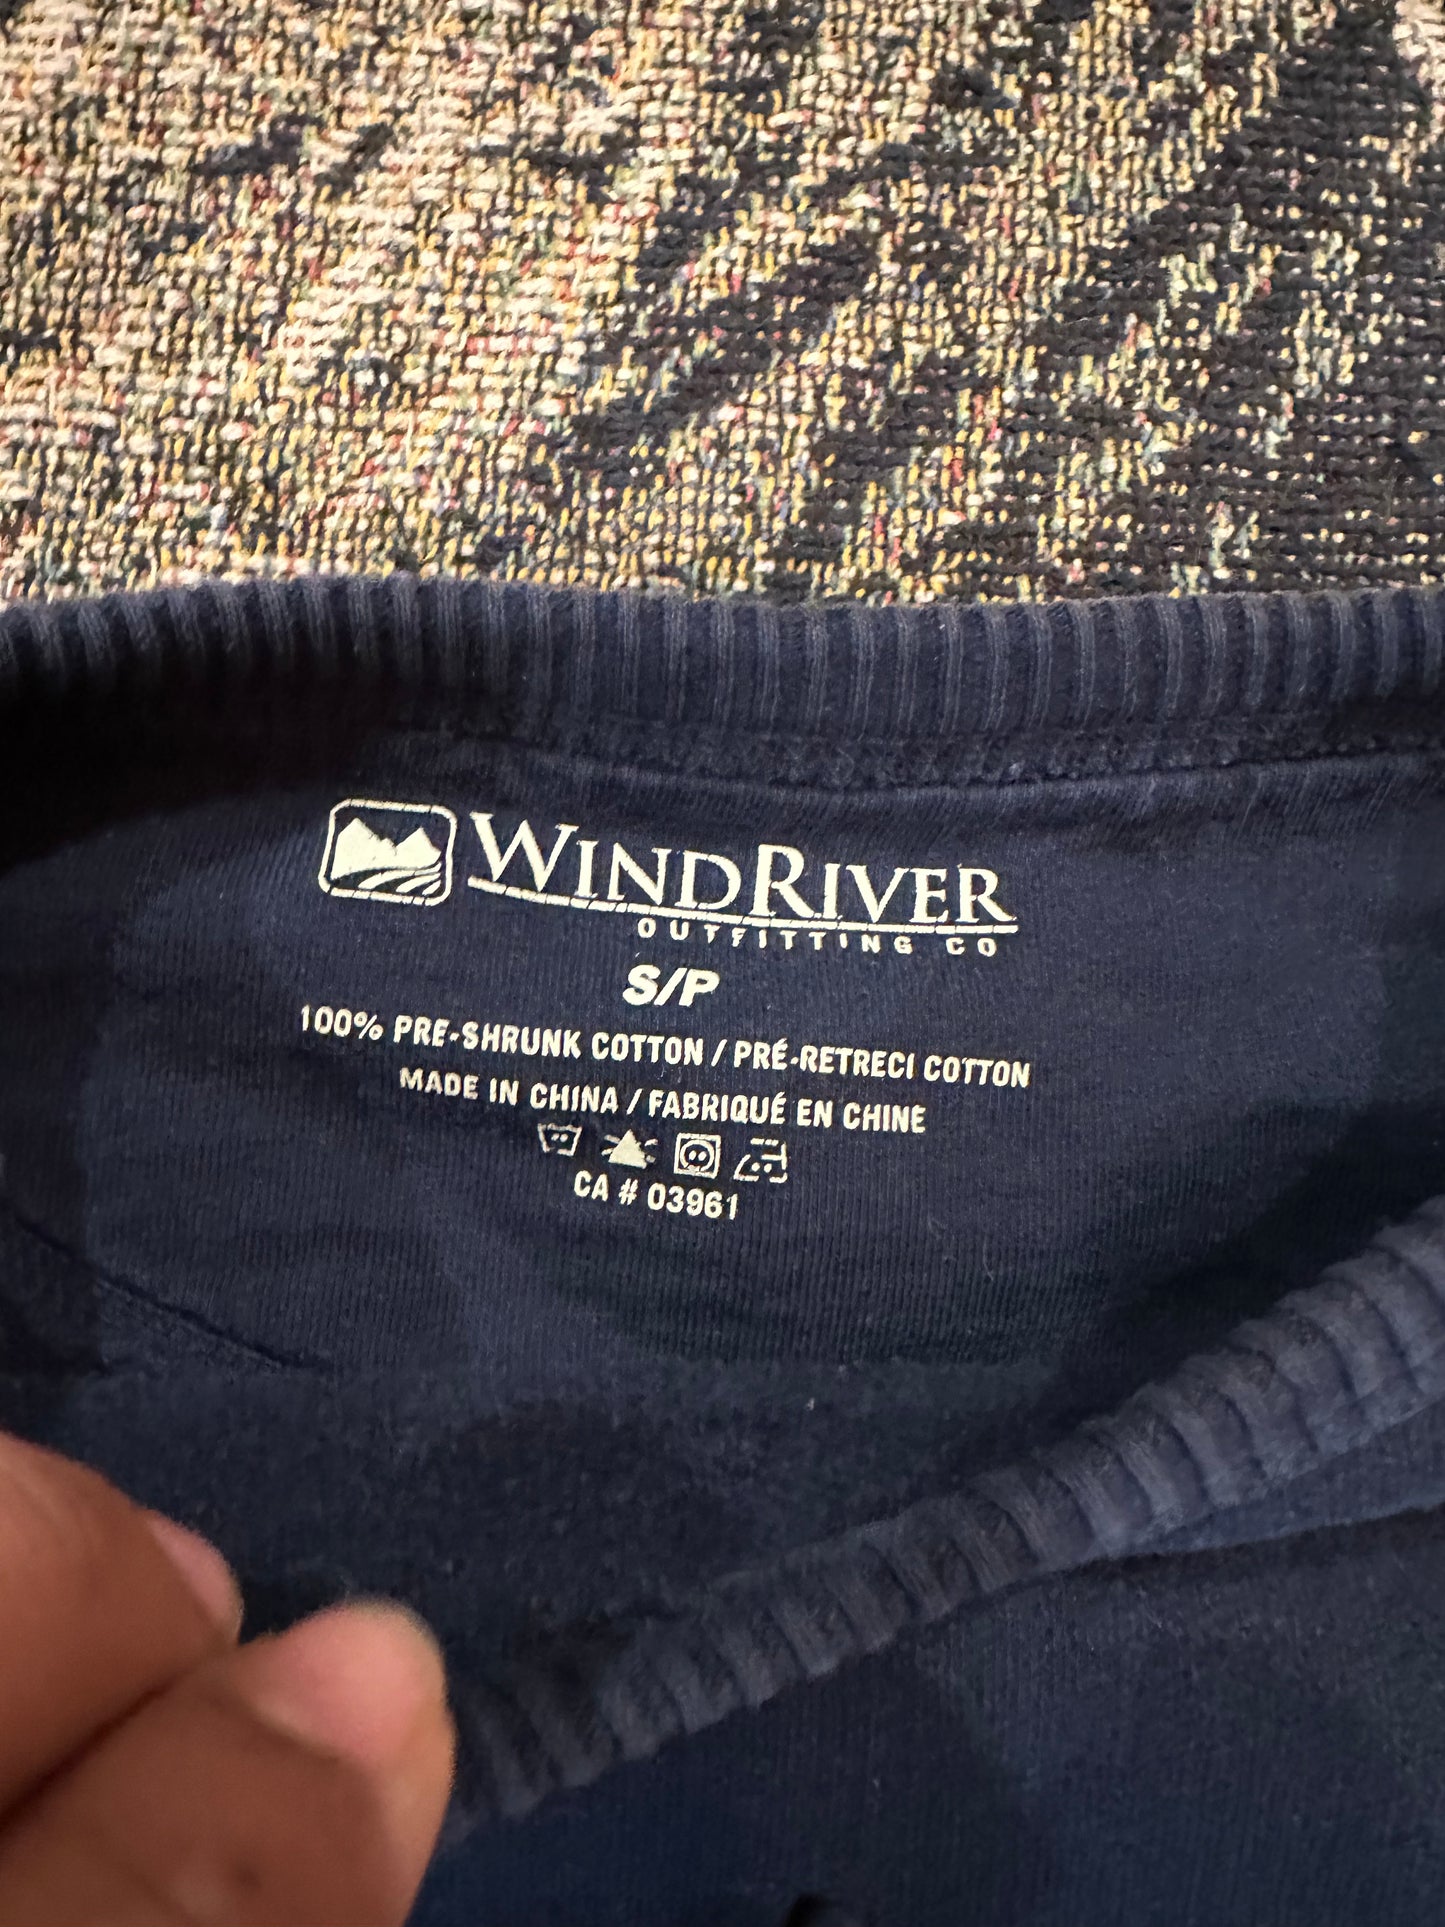 WINDRIVER
OUTFITTING CO
S/P
100% PRE-SHRUNK COTTON / PRÉ-RETRECI COTTON
MADE IN CHINA / FABRIQUÉ EN CHINE
CA # 03961